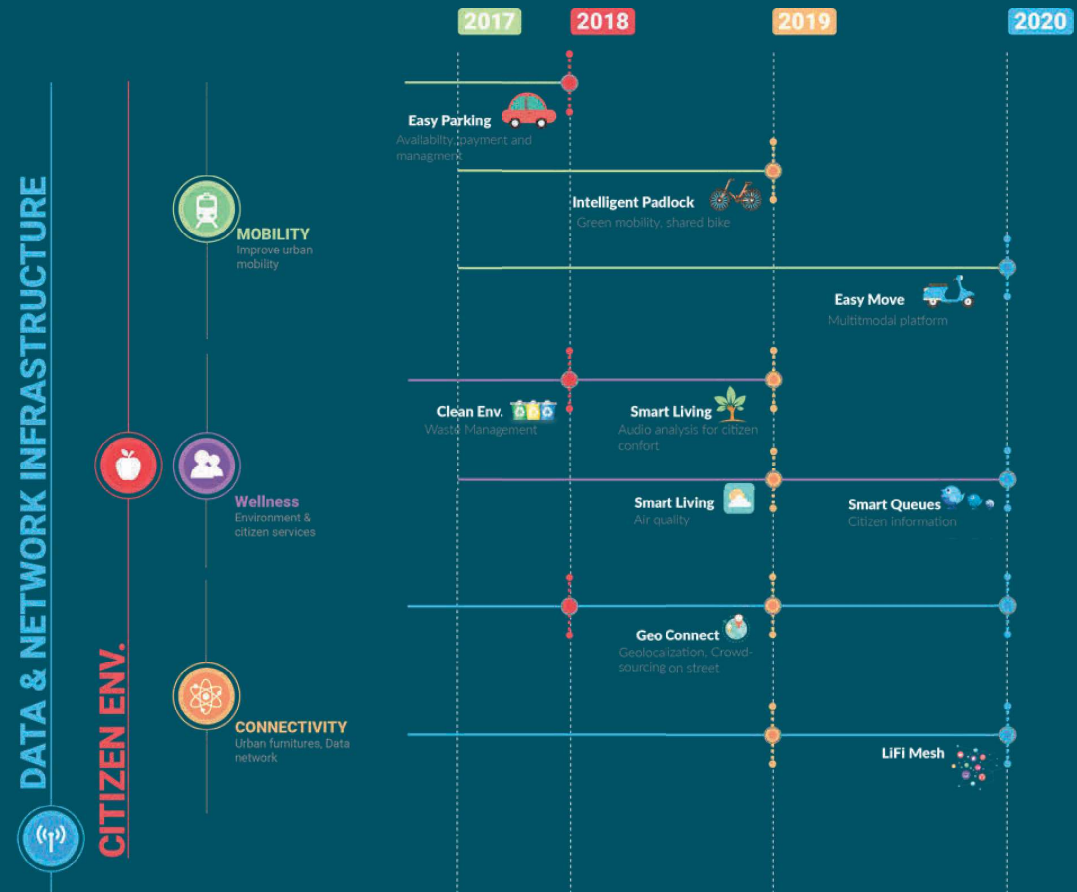 2017
2018
2019
2020
DATA & NETWORK INFRASTRUCTURE
CITIZEN ENV.
Easy Parking
Availabilty, payment and
managment
Intelligent Padlock
Green mobility, shared bike
MOBILITY
Improve urban
mobility
Easy Move
Multitmodal platform
Clean Env.
Waste Management
Smart Living
Audio analysis for citizen
confort
Wellness
Environment &
citizen services
Smart Living
Air quality
Smart Queues
Citizen information
Geo Connect
Geolocalization, Crowd-
sourcing on street
CONNECTIVITY
Urban furnitures, Data
network
LiFi Mesh